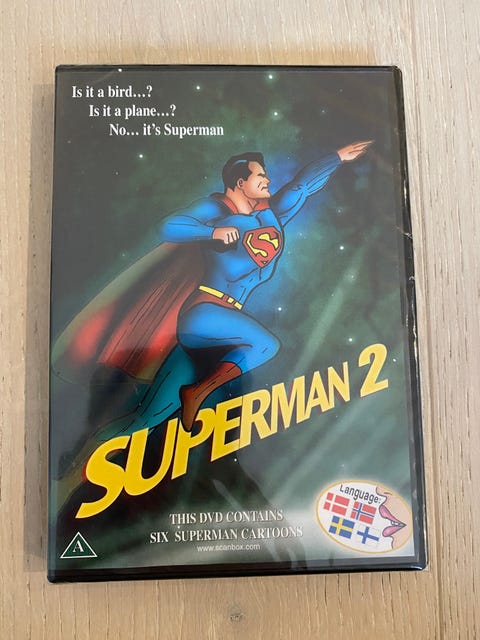 Is it a bird...?
Is it a plane...?
No... it's Superman
S
SUPERMAN 2
Language:
THIS DVD CONTAINS
SIX SUPERMAN CARTOONS
www.scanbox.com
A